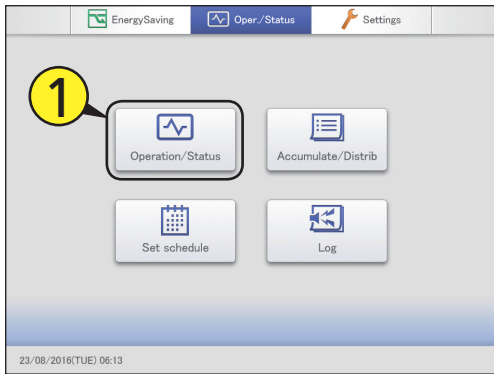 EnergySaving Oper./Status Settings
1
Operation/Status Accumulate/Distrib
Set schedule Log
23/08/2016(TUE) 06:13